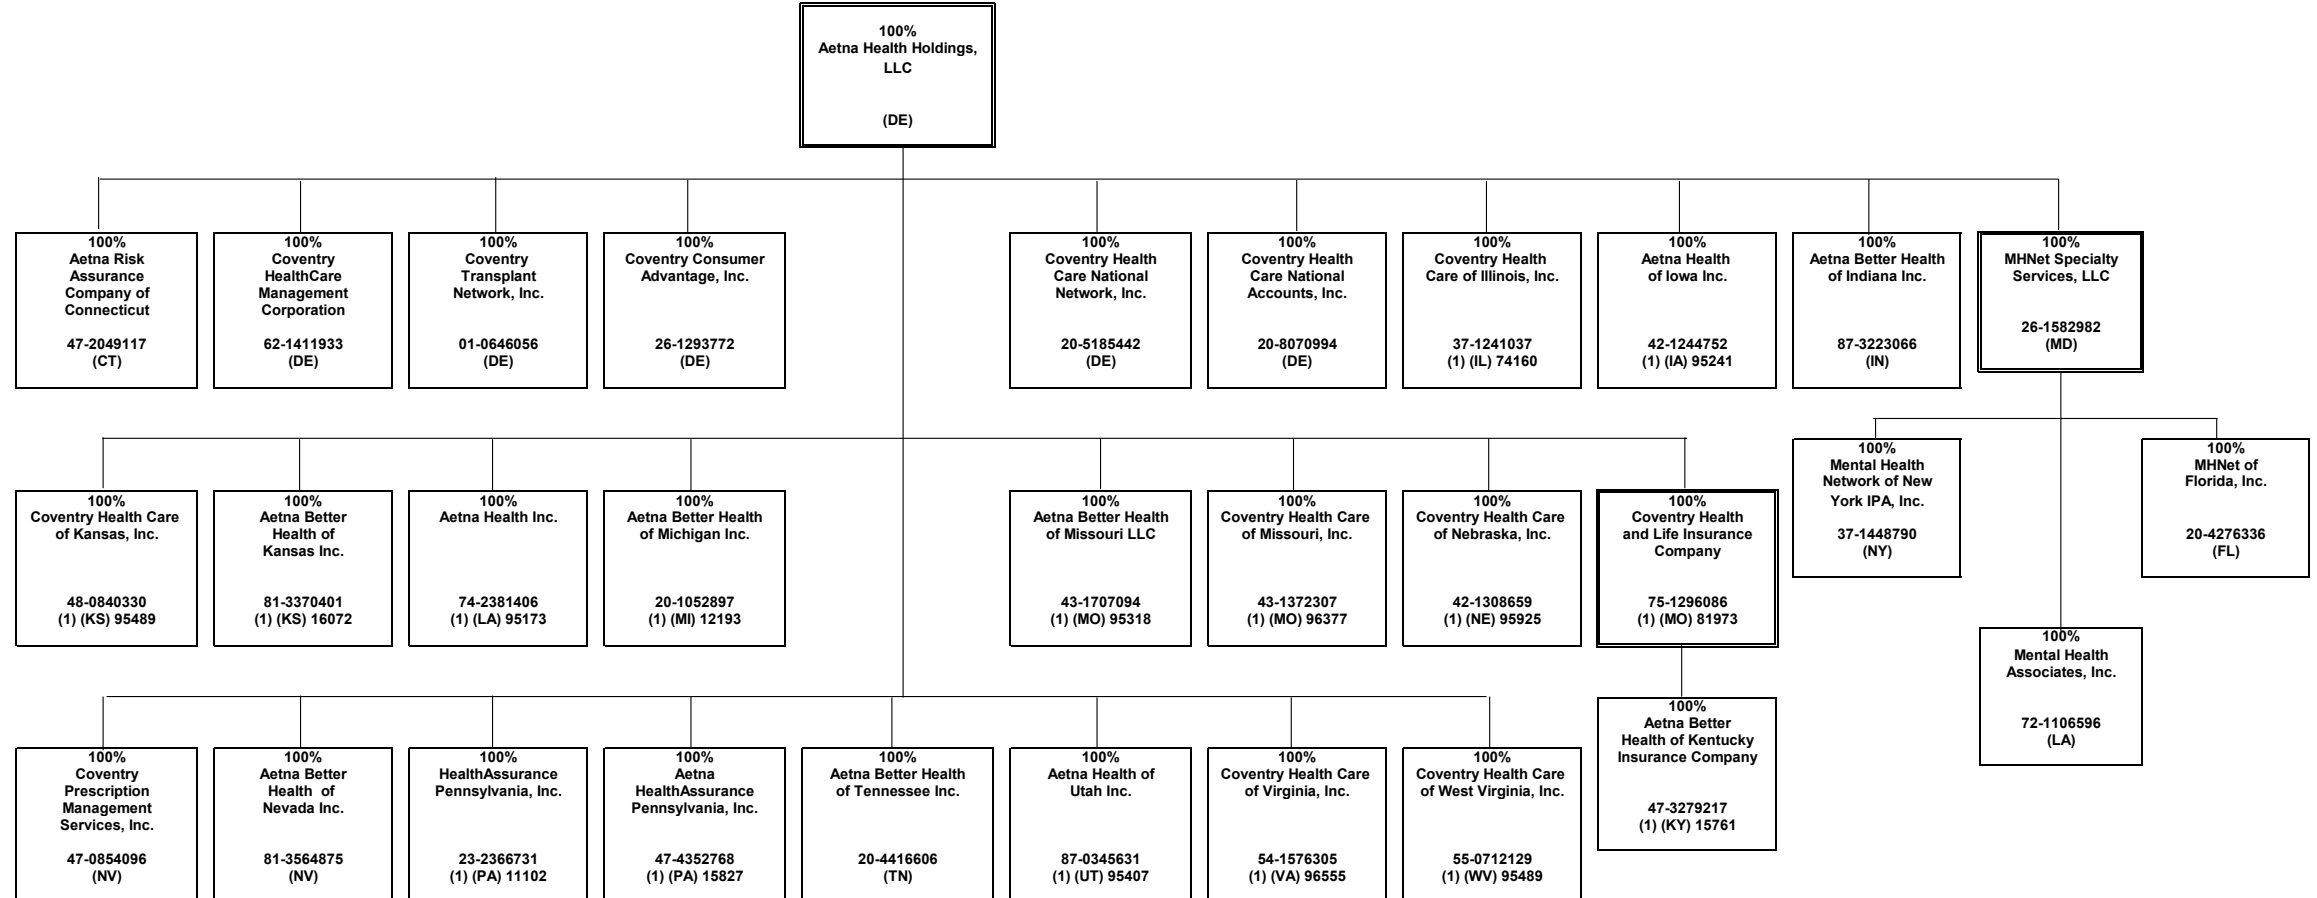 100%
Aetna Health Holdings,
LLC
(DE)
100%
Aetna Risk
Assurance
Company of
Connecticut
47-2049117
(CT)
100%
Coventry
HealthCare
Management
Corporation
62-1411933
(DE)
100%
Coventry
Transplant
Network, Inc.
01-0646056
(DE)
100%
Coventry Consumer
Advantage, Inc.
26-1293772
(DE)
100%
Coventry Health
Care National
Network, Inc.
20-5185442
(DE)
100%
Coventry Health
Care National
Accounts, Inc.
20-8070994
(DE)
100%
Coventry Health
Care of Illinois, Inc.
37-1241037
(1) (IL) 74160
100%
Aetna Health
of Iowa Inc.
42-1244752
(1) (IA) 95241
100%
Aetna Better Health
of Indiana Inc.
87-3223066
(IN)
100%
MHNet Specialty
Services, LLC
26-1582982
(MD)
100%
Mental Health
Network of New
York IPA, Inc.
37-1448790
(NY)
100%
MHNet of
Florida, Inc.
20-4276336
(FL)
100%
Coventry Health Care
of Kansas, Inc.
48-0840330
(1) (KS) 95489
100%
Aetna Better
Health of
Kansas Inc.
81-3370401
(1) (KS) 16072
100%
Aetna Health Inc.
74-2381406
(1) (LA) 95173
100%
Aetna Better Health
of Michigan Inc.
20-1052897
(1) (MI) 12193
100%
Aetna Better Health
of Missouri LLC
43-1707094
(1) (MO) 95318
100%
Coventry Health Care
of Missouri, Inc.
43-1372307
(1) (MO) 96377
100%
Coventry Health Care
of Nebraska, Inc.
42-1308659
(1) (NE) 95925
100%
Coventry Health
and Life Insurance
Company
75-1296086
(1) (MO) 81973
100%
Mental Health
Associates, Inc.
72-1106596
(LA)
100%
Aetna Better
Health of Kentucky
Insurance Company
47-3279217
(1) (KY) 15761
100%
Coventry
Prescription
Management
Services, Inc.
47-0854096
(NV)
100%
Aetna Better
Health of
Nevada Inc.
81-3564875
(NV)
100%
HealthAssurance
Pennsylvania, Inc.
23-2366731
(1) (PA) 11102
100%
Aetna
HealthAssurance
Pennsylvania, Inc.
47-4352768
(1) (PA) 15827
100%
Aetna Better Health
of Tennessee Inc.
20-4416606
(TN)
100%
Aetna Health of
Utah Inc.
87-0345631
(1) (UT) 95407
100%
Coventry Health Care
of Virginia, Inc.
54-1576305
(1) (VA) 96555
100%
Coventry Health Care
of West Virginia, Inc.
55-0712129
(1) (WV) 95489